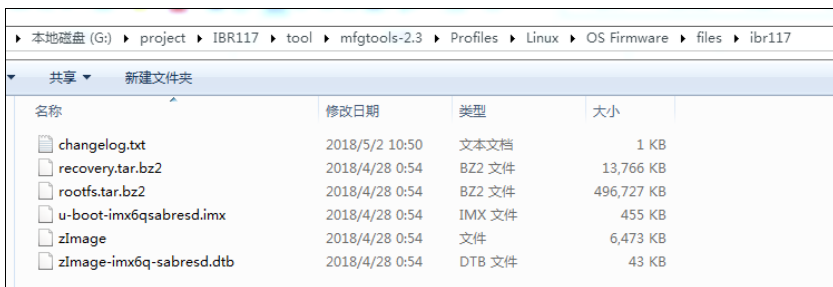 本地磁盘 (G:) ▸ project ▸ IBR117 ▸ tool ▸ mfgtools-2.3 ▸ Profiles ▸ Linux ▸ OS Firmware ▸ files ▸ ibr117
共享 新建文件夹
名称 修改日期 类型 大小
changelog.txt 2018/5/2 10:50 文本文档 1 KB
recovery.tar.bz2 2018/4/28 0:54 BZ2 文件 13,766 KB
rootfs.tar.bz2 2018/4/28 0:54 BZ2 文件 496,727 KB
u-boot-imx6qsabresd.imx 2018/4/28 0:54 IMX 文件 455 KB
zImage 2018/4/28 0:54 文件 6,473 KB
zImage-imx6q-sabresd.dtb 2018/4/28 0:54 DTB 文件 43 KB